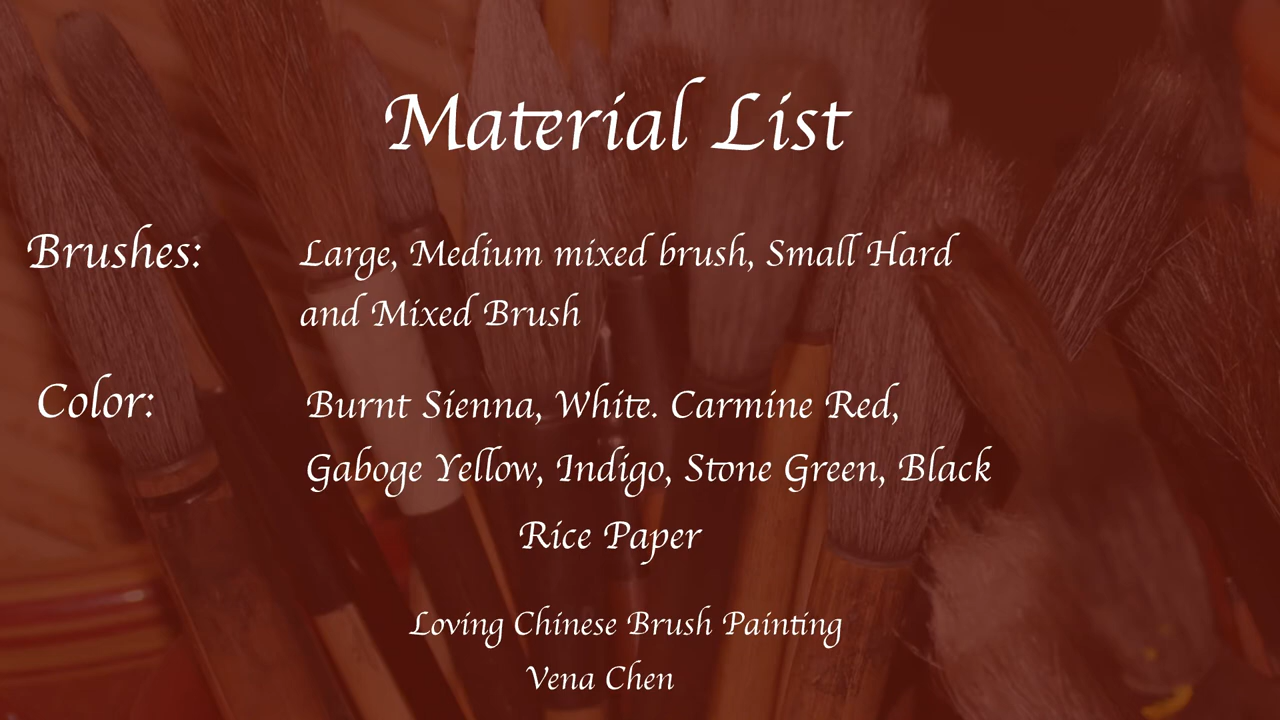 Material List
Brushes: Large, Medium mixed brush, Small Hard
and Mixed Brush
Color: Burnt Sienna, White. Carmine Red,
Gaboge Yellow, Indigo, Stone Green, Black
Rice Paper
Loving Chinese Brush Painting
Vena Chen